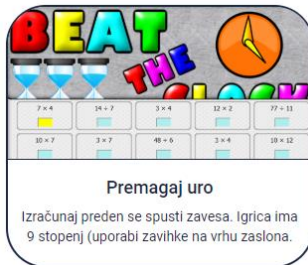 BEAT
THE
CLOCK
7 × 4 14 ÷ 7 3 × 4 12 × 2 77 ÷ 11
10 × 7 3 × 7 48 ÷ 6 3 × 4 10 × 12
Premagaj uro
Izračunaj preden se spusti zavesa. Igrica ima
9 stopenj (uporabi zavihke na vrhu zaslona.